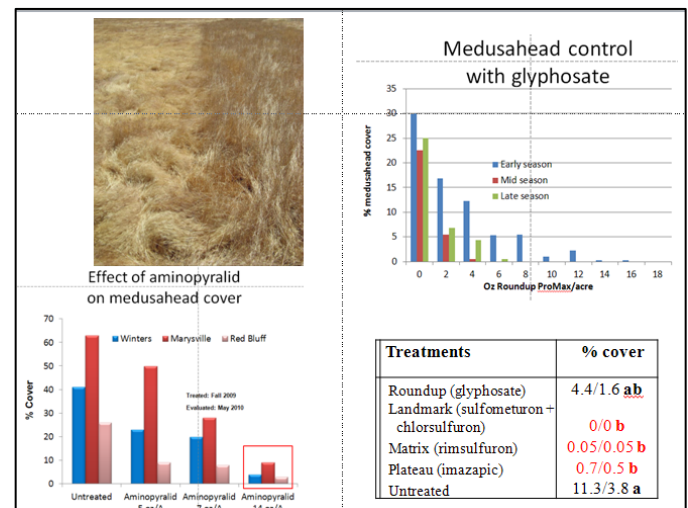 Medusahead control
with glyphosate
35
30
25
20
15
10
5
0
% medusahead cover
Early season
Mid season
Late season
0 2 4 6 8 10 12 14 16 18
Oz Roundup ProMax/acre
Effect of aminopyralid
on medusahead cover
70
60
50
40
30
20
10
0
% Cover
Winters Marysville Red Bluff
Treated: Fall 2009
Evaluated: May 2010
Untreated Aminopyralid Aminopyralid Aminopyralid
Treatments % cover
Roundup (glyphosate) 4.4/1.6 ab
Landmark (sulfometuron +
chlorsulfuron) 0/0 b
Matrix (rimsulfuron) 0.05/0.05 b
Plateau (imazapic) 0.7/0.5 b
Untreated 11.3/3.8 a